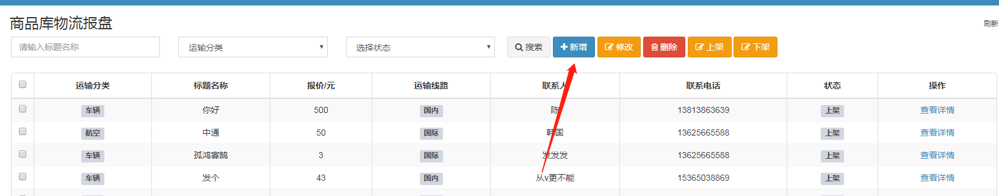 商品库物流报盘
刷新
请输入标题名称 运输分类 选择状态 搜索 新增 修改 删除 上架 下架
运输分类 标题名称 报价/元 运输线路 联系人 联系电话 状态 操作
车辆 你好 500 国内 陈 13813863639 上架 查看详情
航空 中通 50 国际 韩国 13625665588 上架 查看详情
车辆 孤鸿寡鹄 3 国际 发发发 13625665588 上架 查看详情
车辆 发个 43 国内 从v更不能 15365038869 上架 查看详情